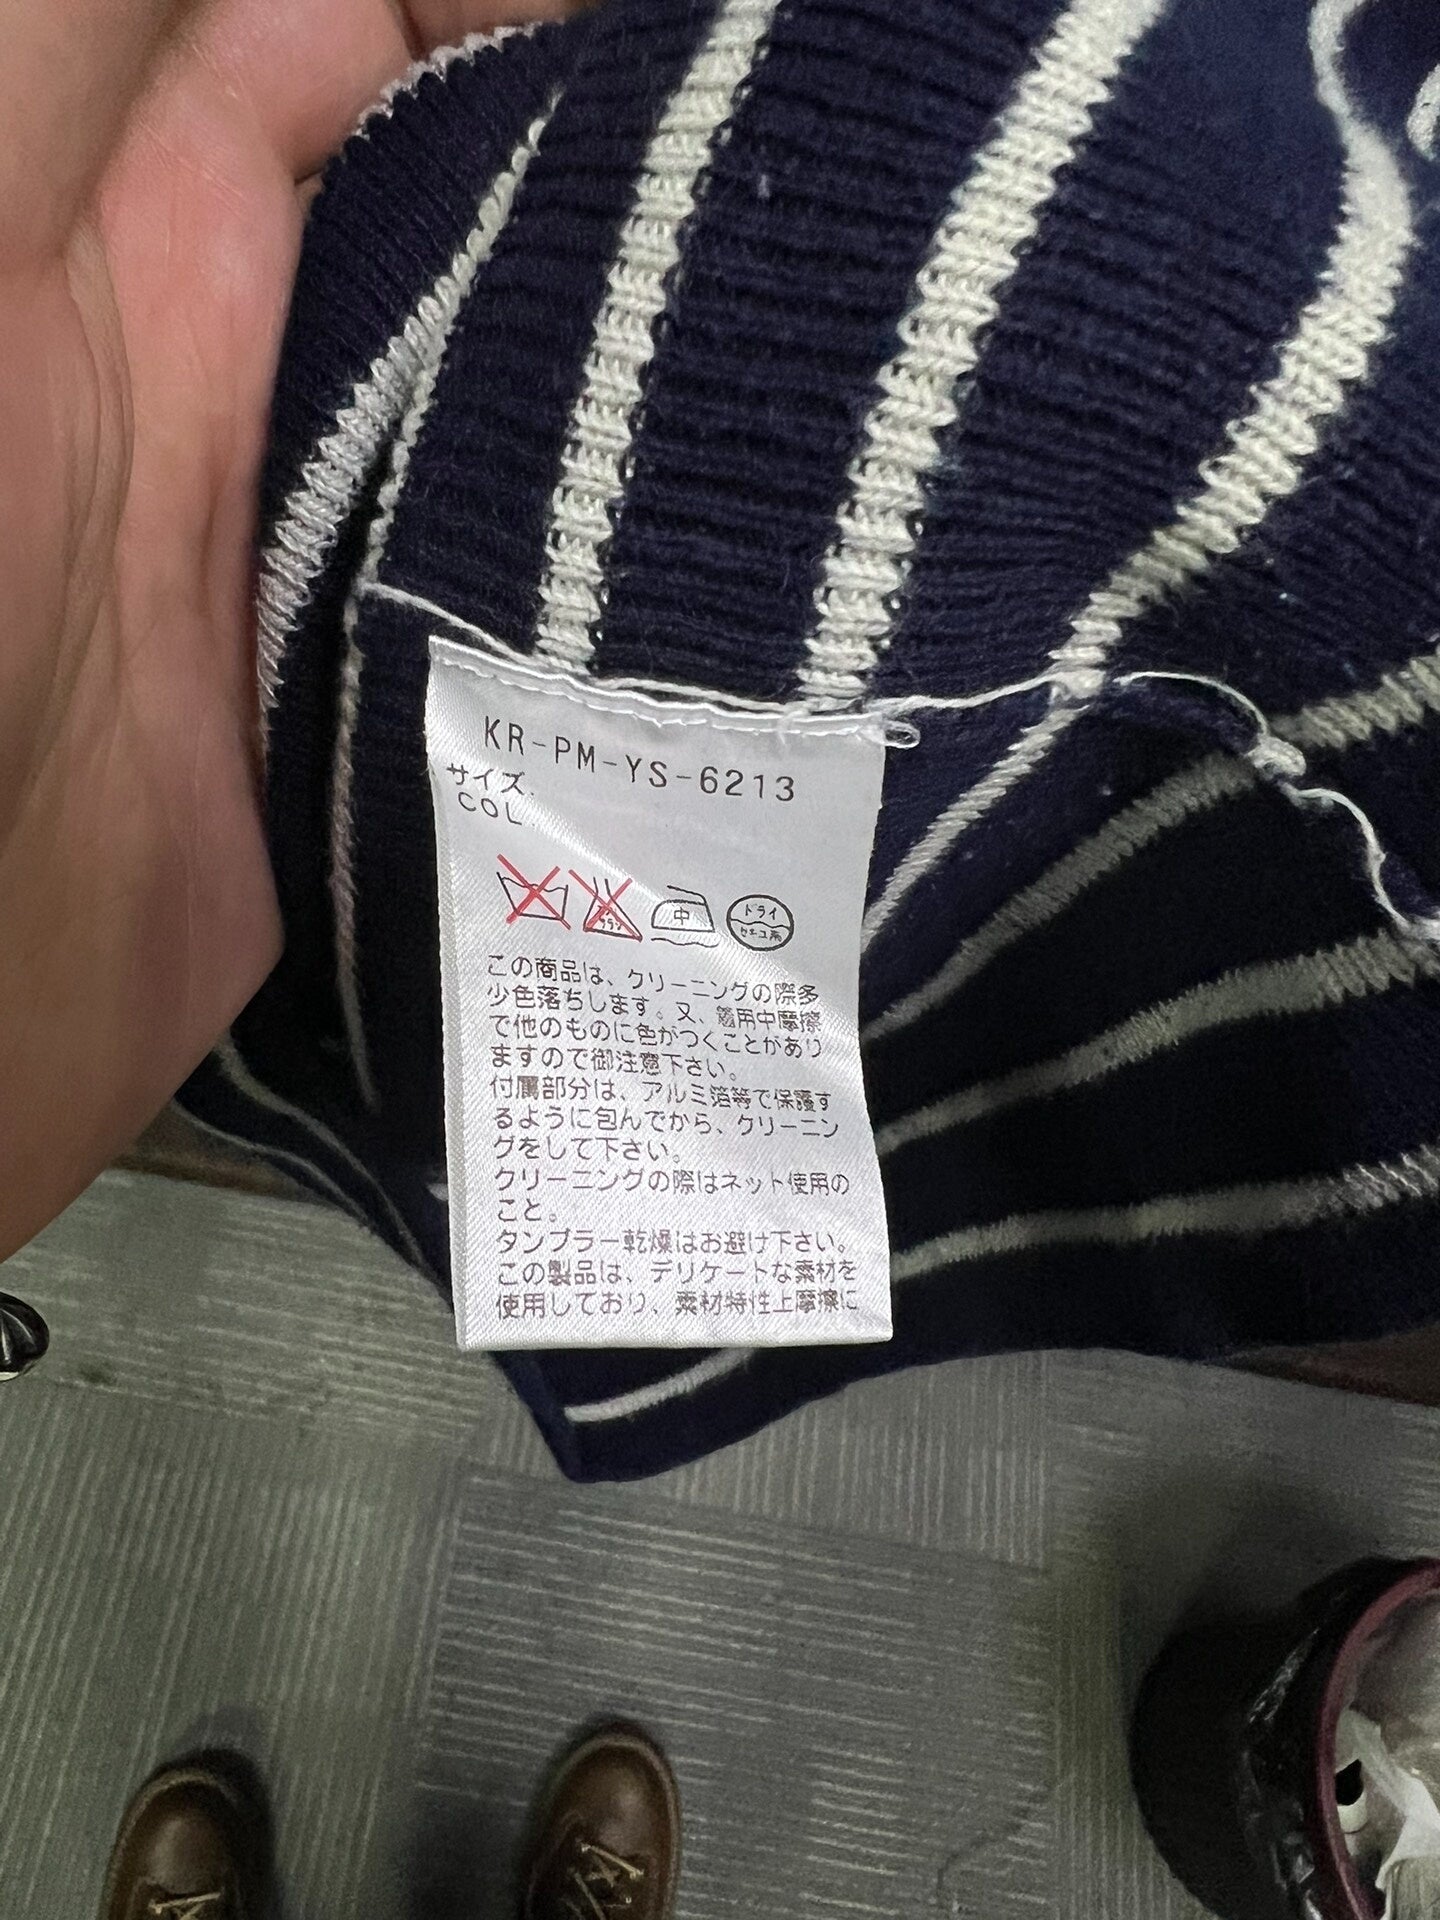 KR-PM-YS-6213
サイズ.
COL.
中
ドライ
セキユ系
この商品は、クリーニングの際多
少色落ちします。又、着用中摩擦
で他のものに色がつくことがあり
ますので御注意下さい。
付属部分は、アルミ箔等で保護す
るように包んでから、クリーニン
グをして下さい。
クリーニングの際はネット使用の
こと。
タンブラー乾燥はお避け下さい。
この製品は、デリケートな素材を
使用しており、素材特性上摩擦に